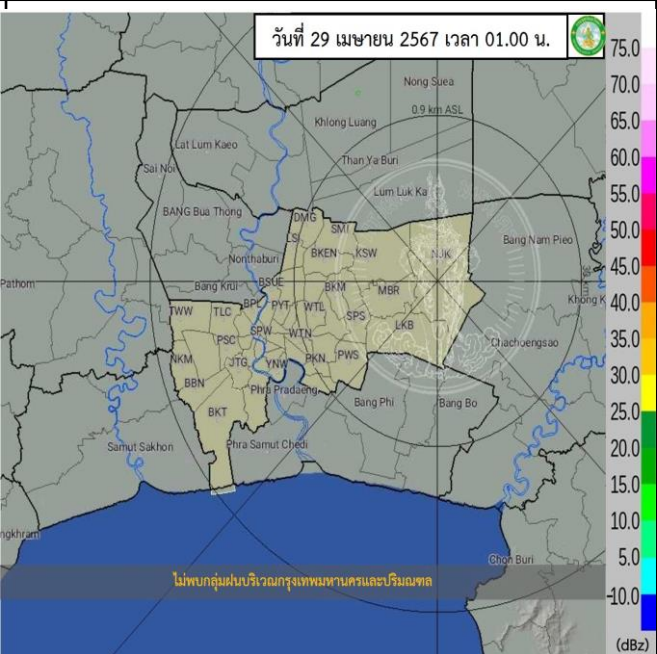 วันที่ 29 เมษายน 2567 เวลา 01.00 น.
75.0
Nong Suea
70.0
0.9 km ASL
Khlong Luang
65.0
Lat Lum Kaeo
Than Ya Buri
60.0
Sai Noi
Lum Luk Ka
55.0
BANG Bua Thong
DMG
SMI
50.0
LSI
Bang Nam Pieo
BKEN
KSW
NJK
Nonthaburi
45.0
Pathom
Bang Krui
BSUE
BKM
MBR
Khong K
40.0
TWW
TLC
BPL
PYT
WTL
SPS
LKB
35.0
PSC
SPW
WTN
Chachoengsao
NKM
JTG
YNW
PKN
PWS
30.0
BBN
Phra Pradaeng
Bang Phi
Bang Bo
25.0
BKT
Samut Sakhon
Phra Samut Chedi
20.0
15.0
ngkhram
10.0
Chon Buri
5.0
ไม่พบกลุ่มฝนบริเวณกรุงเทพมหานครและปริมณฑล
-10.0
(dBz)